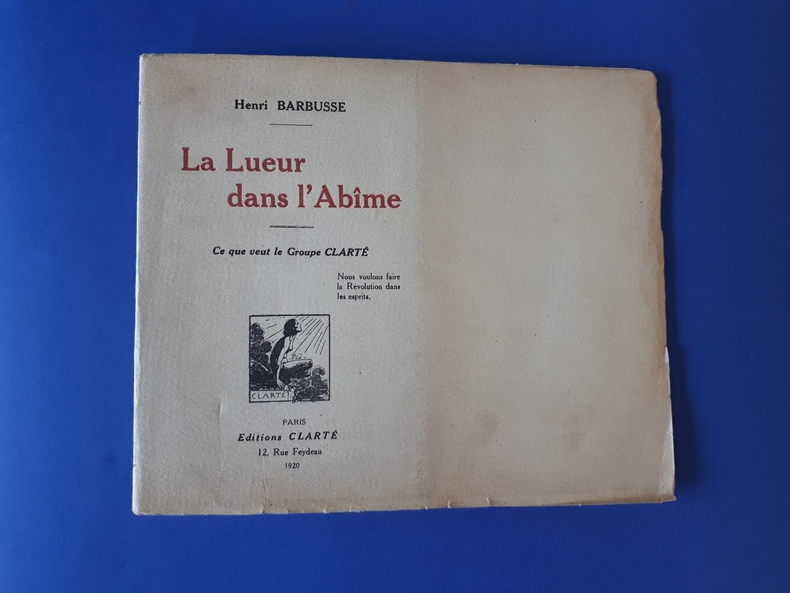 Henri BARBUSSE
La Lueur
dans l'Abîme
Ce que veut le Groupe CLARTÉ
Nous voulons faire
la Révolution dans
les esprits.
CLARTÉ
PARIS
Editions CLARTÉ
12, Rue Feydeau
1920